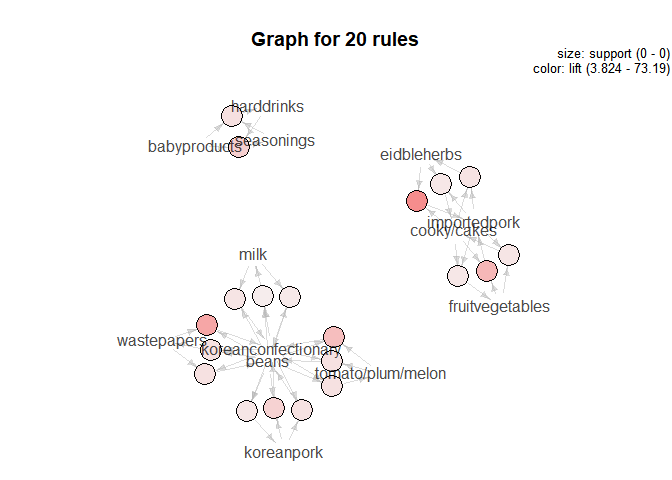 Graph for 20 rules
size: support (0 - 0)
color: lift (3.824 - 73.19)
harddrinks
babyproducts
seasonings
eidbleherbs
importedpork
cooky/cakes
milk
fruitvegetables
wastepapers
koreanconfectionary
beans
tomato/plum/melon
koreanpork